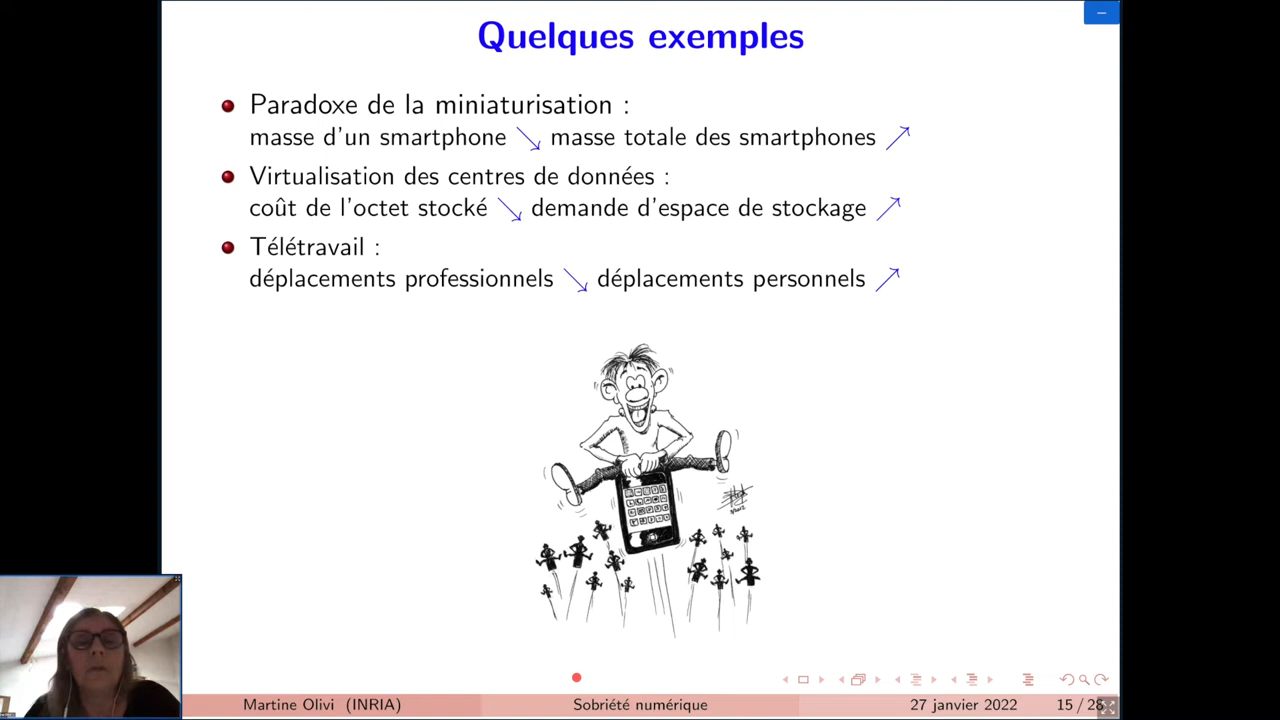 Quelques exemples
Paradoxe de la miniaturisation :
masse d'un smartphone ↘ masse totale des smartphones ↗
Virtualisation des centres de données :
coût de l'octet stocké ↘ demande d'espace de stockage ↗
Télétravail :
déplacements professionnels ↘ déplacements personnels ↗
Martine Olivi (INRIA) Sobriété numérique 27 janvier 2022 15 / 28